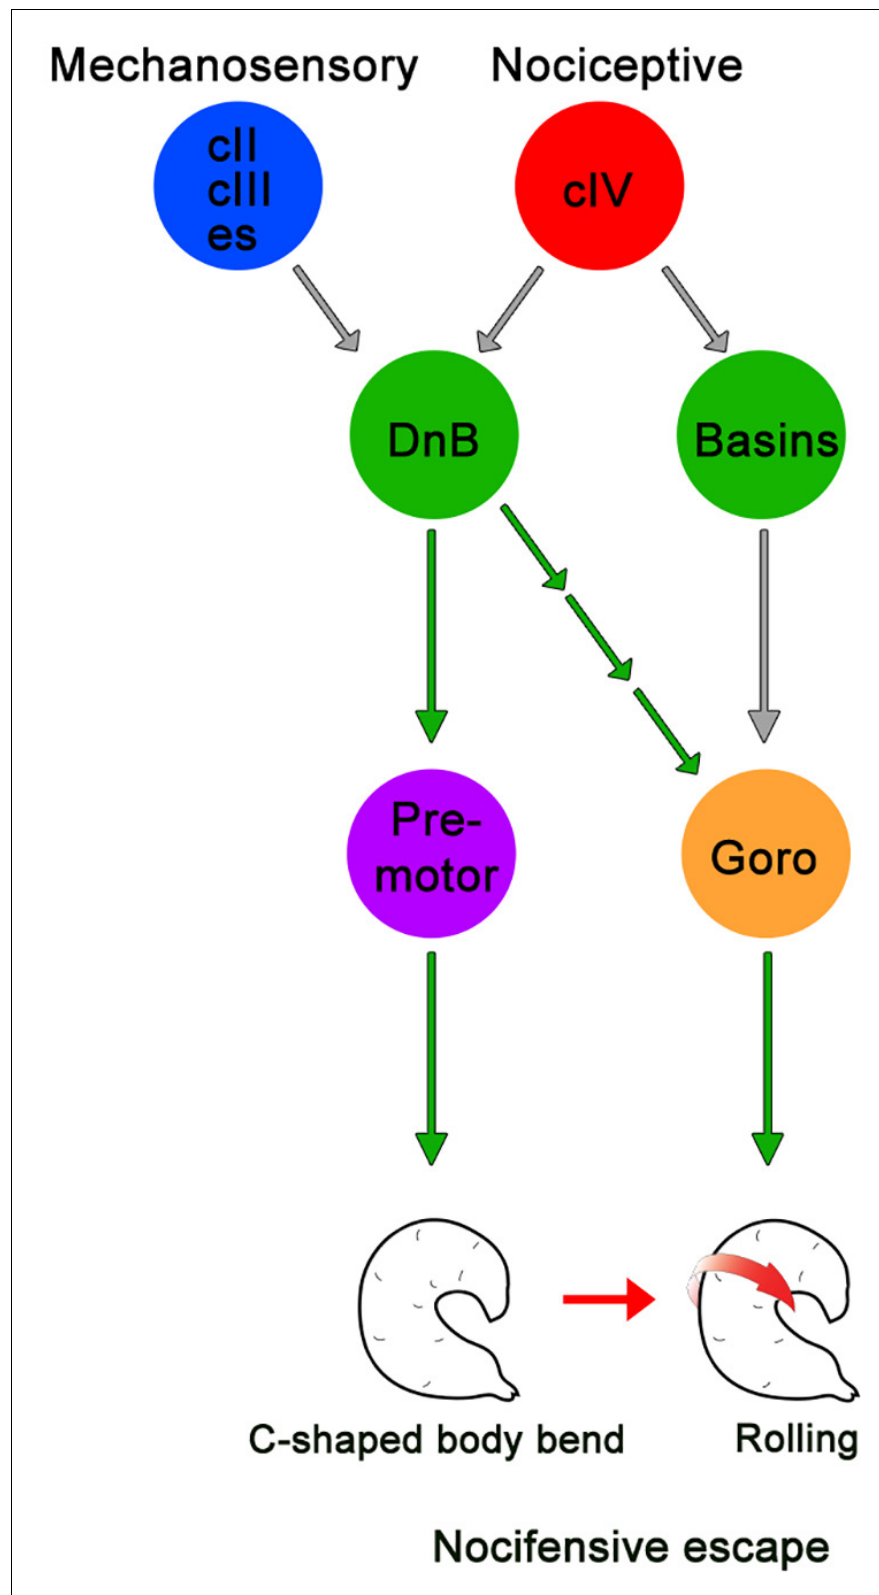 Mechanosensory
Nociceptive
cII
cIII
es
cIV
DnB
Basins
Pre-
motor
Goro
C-shaped body bend
Rolling
Nocifensive escape